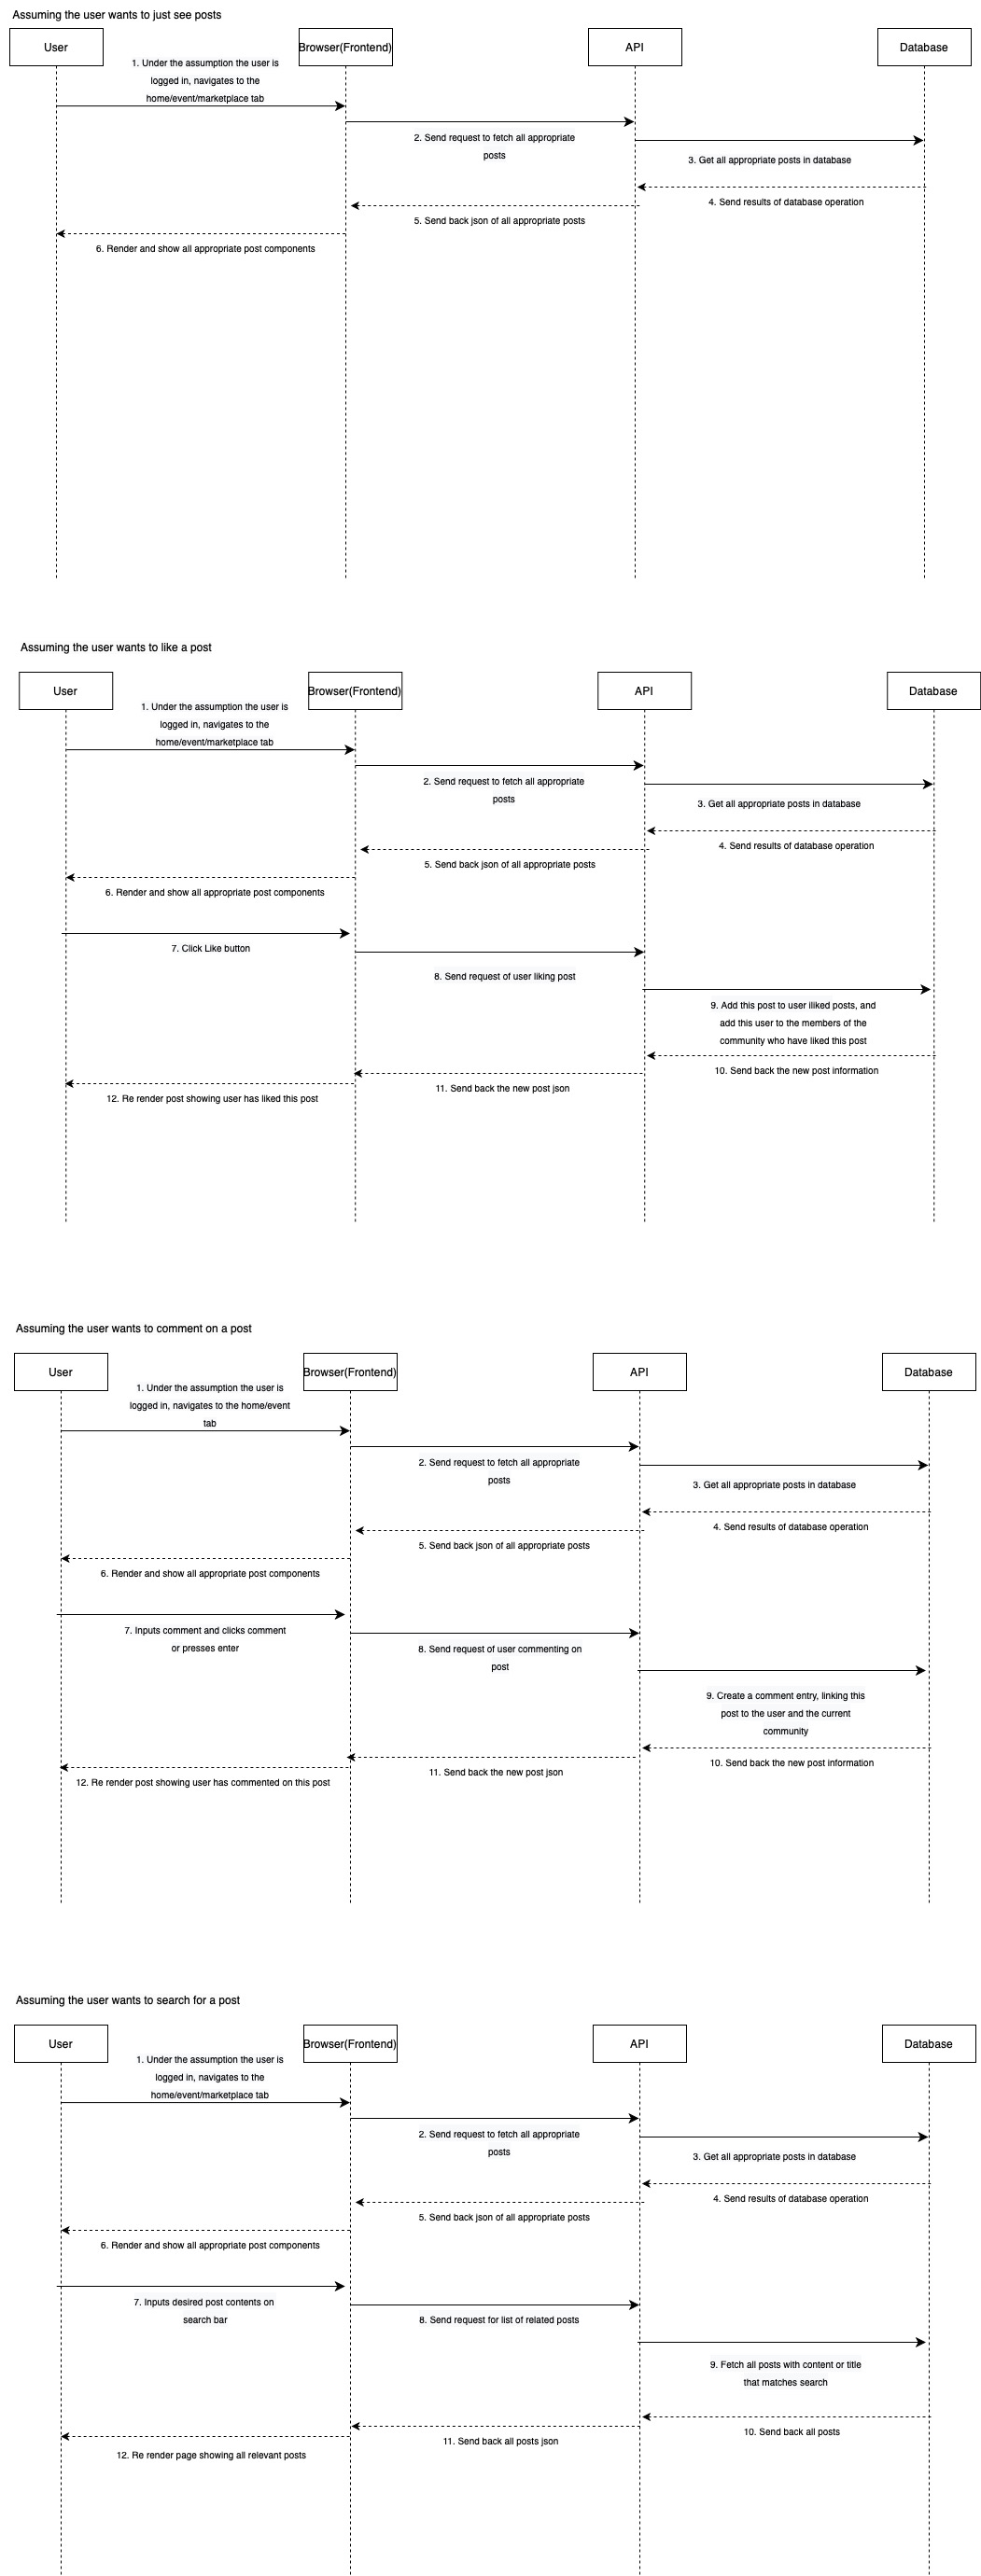 Assuming the user wants to just see posts
User
Browser(Frontend)
API
Database
1. Under the assumption the user is
logged in, navigates to the
home/event/marketplace tab
2. Send request to fetch all appropriate
posts
3. Get all appropriate posts in database
4. Send results of database operation
5. Send back json of all appropriate posts
6. Render and show all appropriate post components
Assuming the user wants to like a post
User
Browser(Frontend)
API
Database
1. Under the assumption the user is
logged in, navigates to the
home/event/marketplace tab
2. Send request to fetch all appropriate
posts
3. Get all appropriate posts in database
4. Send results of database operation
5. Send back json of all appropriate posts
6. Render and show all appropriate post components
7. Click Like button
8. Send request of user liking post
9. Add this post to user iliked posts, and
add this user to the members of the
community who have liked this post
10. Send back the new post information
11. Send back the new post json
12. Re render post showing user has liked this post
Assuming the user wants to comment on a post
User
Browser(Frontend)
API
Database
1. Under the assumption the user is
logged in, navigates to the home/event
tab
2. Send request to fetch all appropriate
posts
3. Get all appropriate posts in database
4. Send results of database operation
5. Send back json of all appropriate posts
6. Render and show all appropriate post components
7. Inputs comment and clicks comment
or presses enter
8. Send request of user commenting on
post
9. Create a comment entry, linking this
post to the user and the current
community
10. Send back the new post information
11. Send back the new post json
12. Re render post showing user has commented on this post
Assuming the user wants to search for a post
User
Browser(Frontend)
API
Database
1. Under the assumption the user is
logged in, navigates to the
home/event/marketplace tab
2. Send request to fetch all appropriate
posts
3. Get all appropriate posts in database
4. Send results of database operation
5. Send back json of all appropriate posts
6. Render and show all appropriate post components
7. Inputs desired post contents on
search bar
8. Send request for list of related posts
9. Fetch all posts with content or title
that matches search
10. Send back all posts
11. Send back all posts json
12. Re render page showing all relevant posts